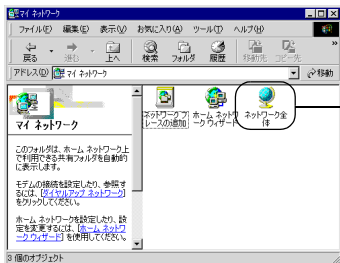 マイ ネットワーク
ファイル(F) 編集(E) 表示(V) お気に入り(A) ツール(T) ヘルプ(H)
戻る 進む 上へ 検索 フォルダ 履歴 移動先 コピー先 »
アドレス(D) マイ ネットワーク 移動
マイ ネットワーク
このフォルダは、ホーム ネットワーク上
で利用できる共有フォルダを自動的
に表示します。
モデムの接続を設定したり、参照す
るには、[ダイヤルアップ ネットワーク]
をクリックしてください。
ホーム ネットワークを設定したり、設
定を変更するには、[ホーム ネットワ
ーク ウィザード] を使用してください。
ネットワーク プ
レースの追加
ホーム ネットワ
ーク ウィザード
ネットワーク全
体
3 個のオブジェクト